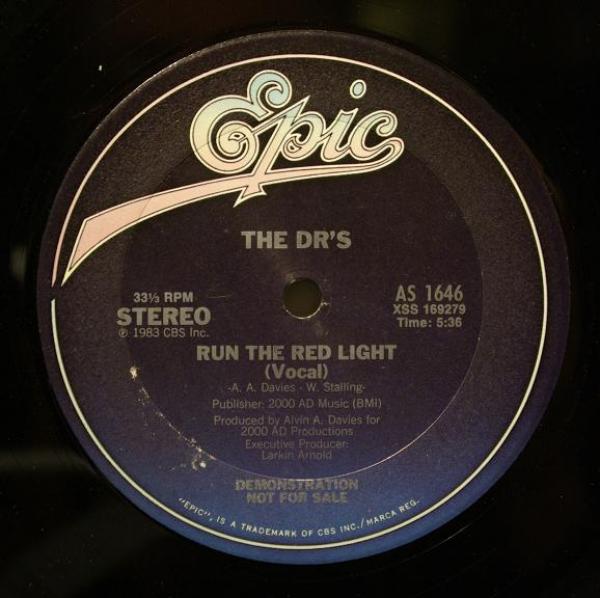 Epic
THE DR'S
33⅓ RPM
STEREO
℗ 1983 CBS Inc.
AS 1646
XSS 169279
Time: 5:36
RUN THE RED LIGHT
(Vocal)
-A. A. Davies - W. Stalling-
Publisher: 2000 AD Music (BMI)
Produced by Alvin A. Davies for
2000 AD Productions
Executive Producer:
Larkin Arnold
DEMONSTRATION
NOT FOR SALE
"EPIC", IS A TRADEMARK OF CBS INC./MARCA REG.